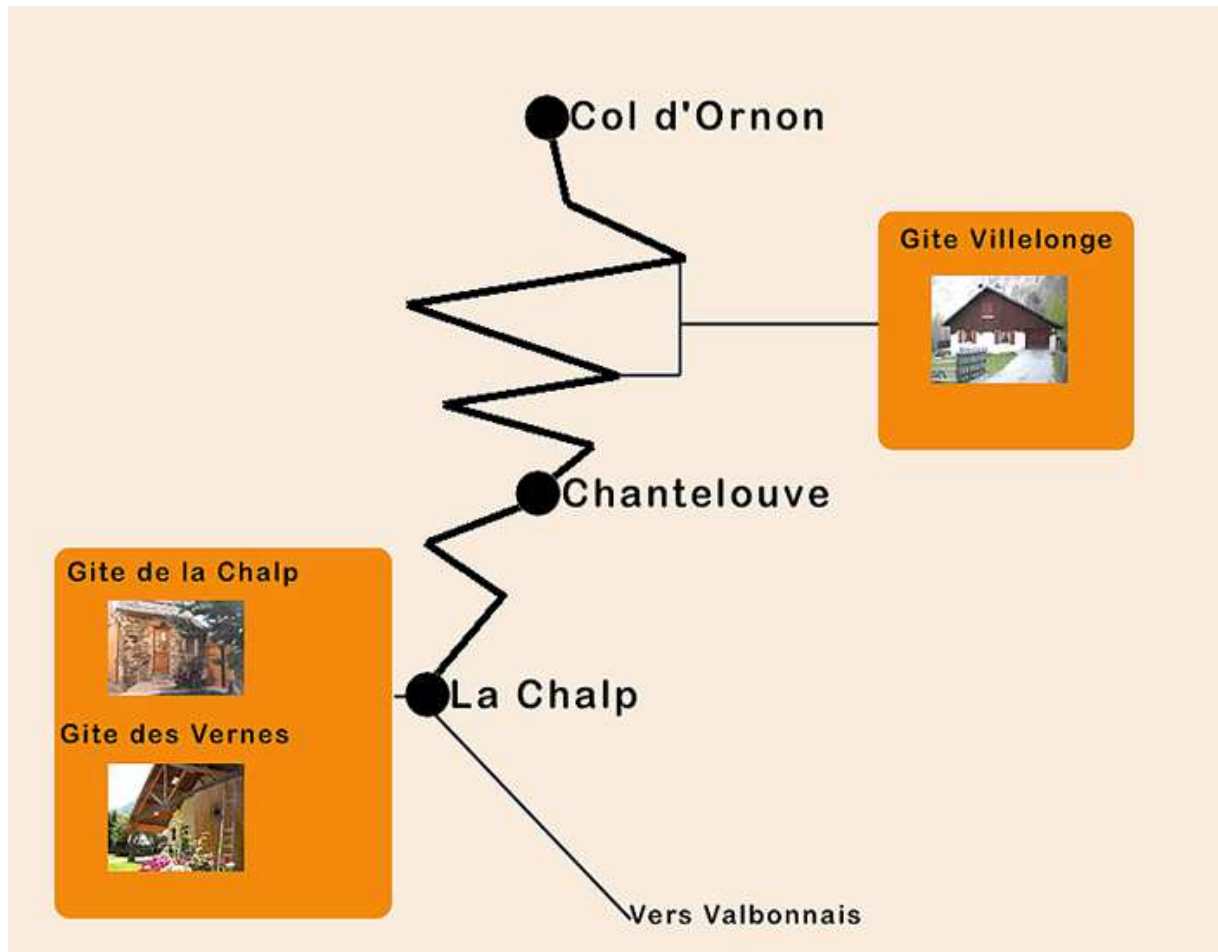 Col d'Ornon
Gite Villelonge
Chantelouve
Gite de la Chalp
La Chalp
Gite des Vernes
Vers Valbonnais